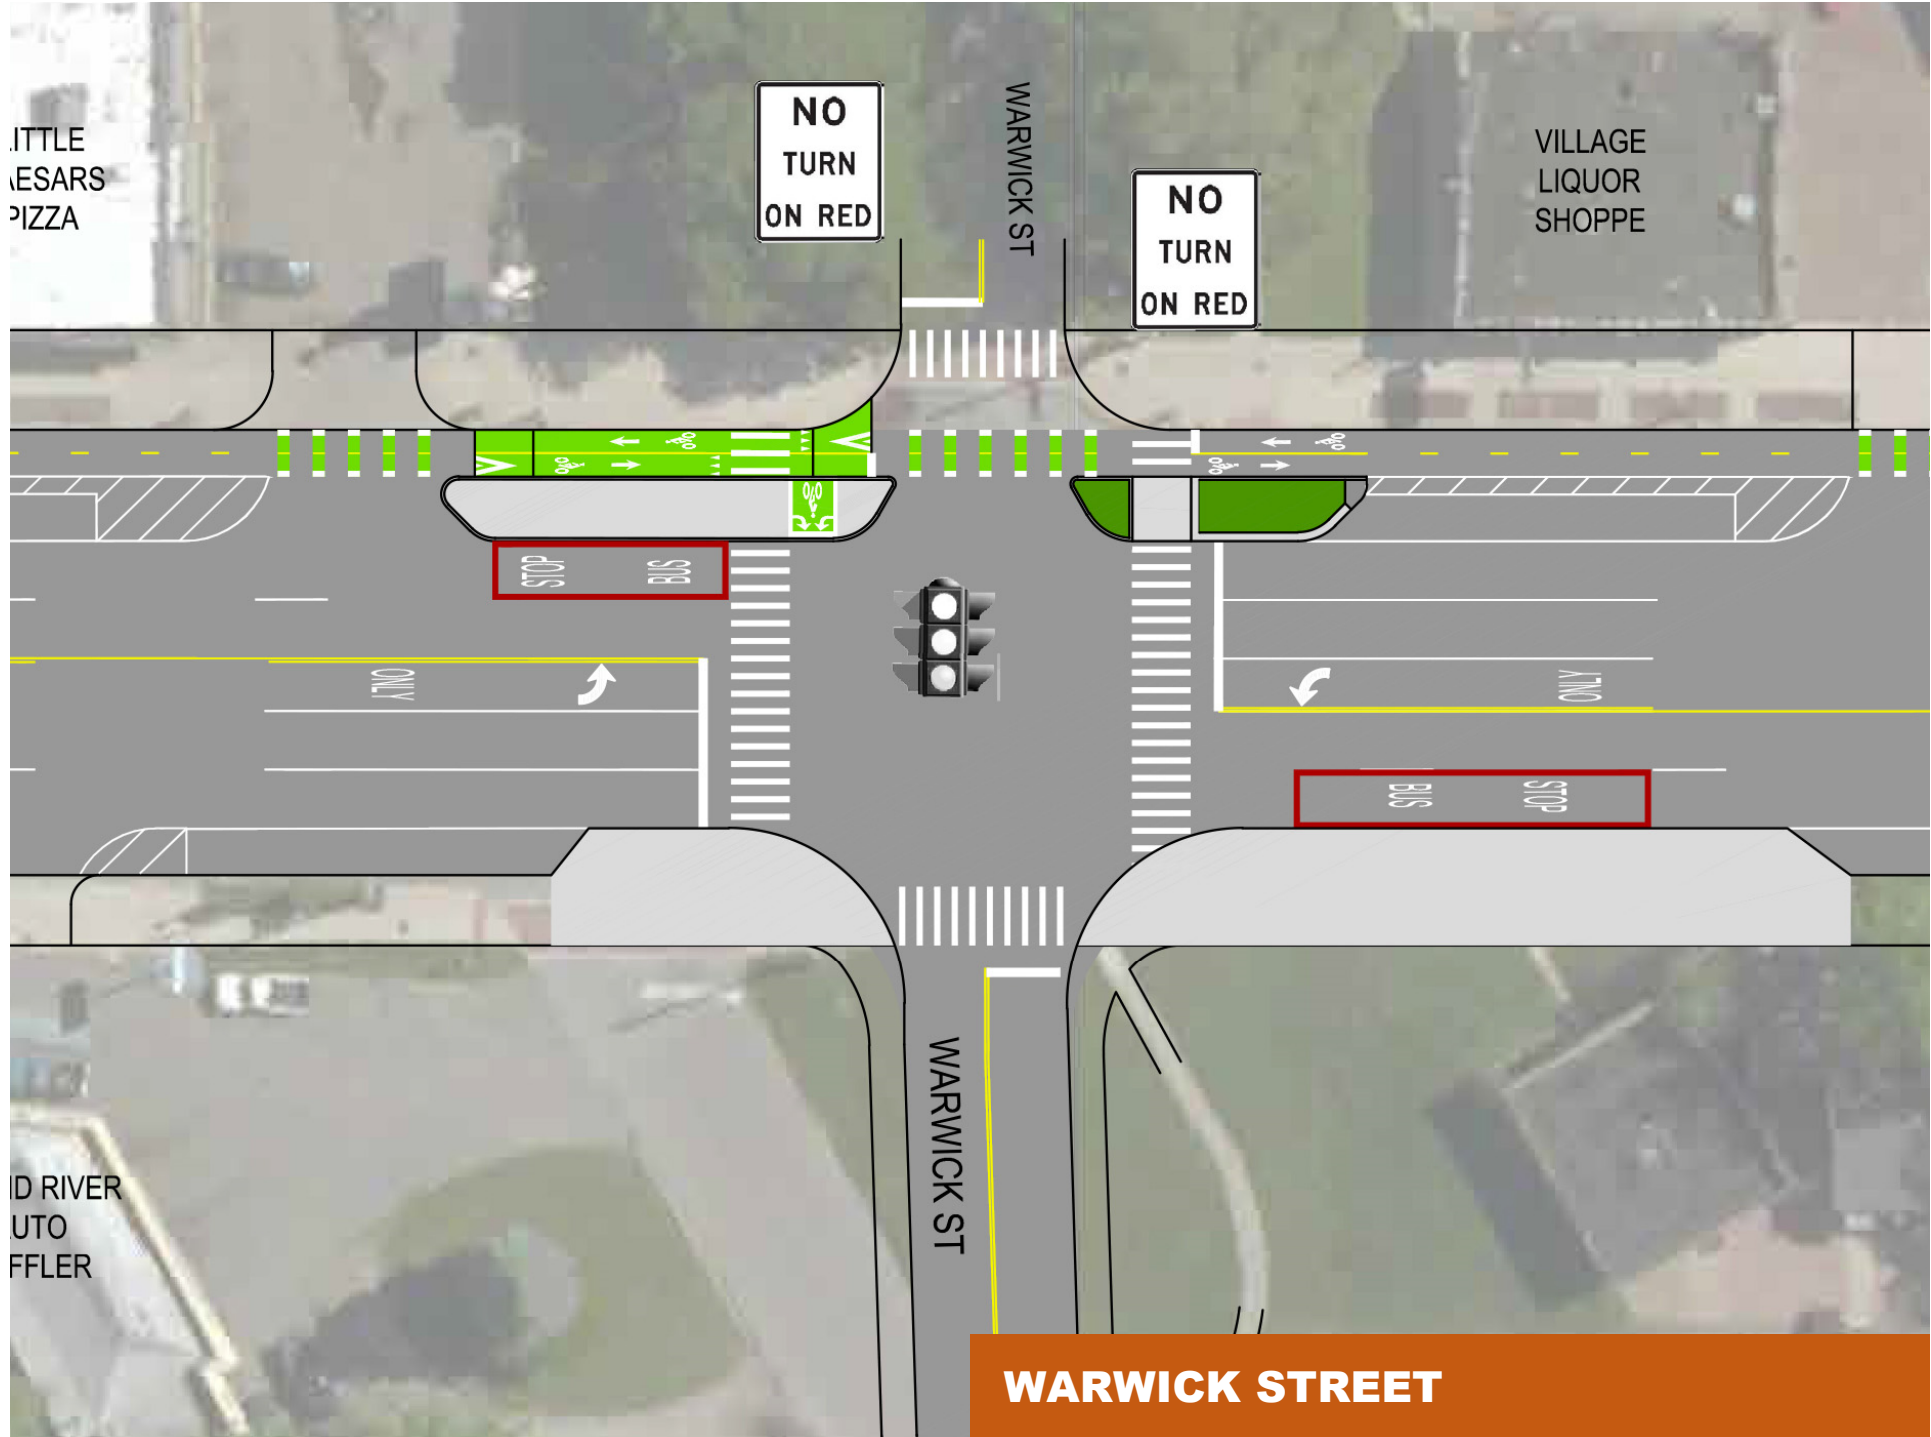 WARWICK ST
NO
TURN
ON RED
VILLAGE
LIQUOR
SHOPPE
ITTLE
AESARS
PIZZA
NO
TURN
ON RED
STOP
BUS
ONLY
ONLY
BUS
STOP
WARWICK ST
D RIVER
UTO
FFLER
WARWICK STREET